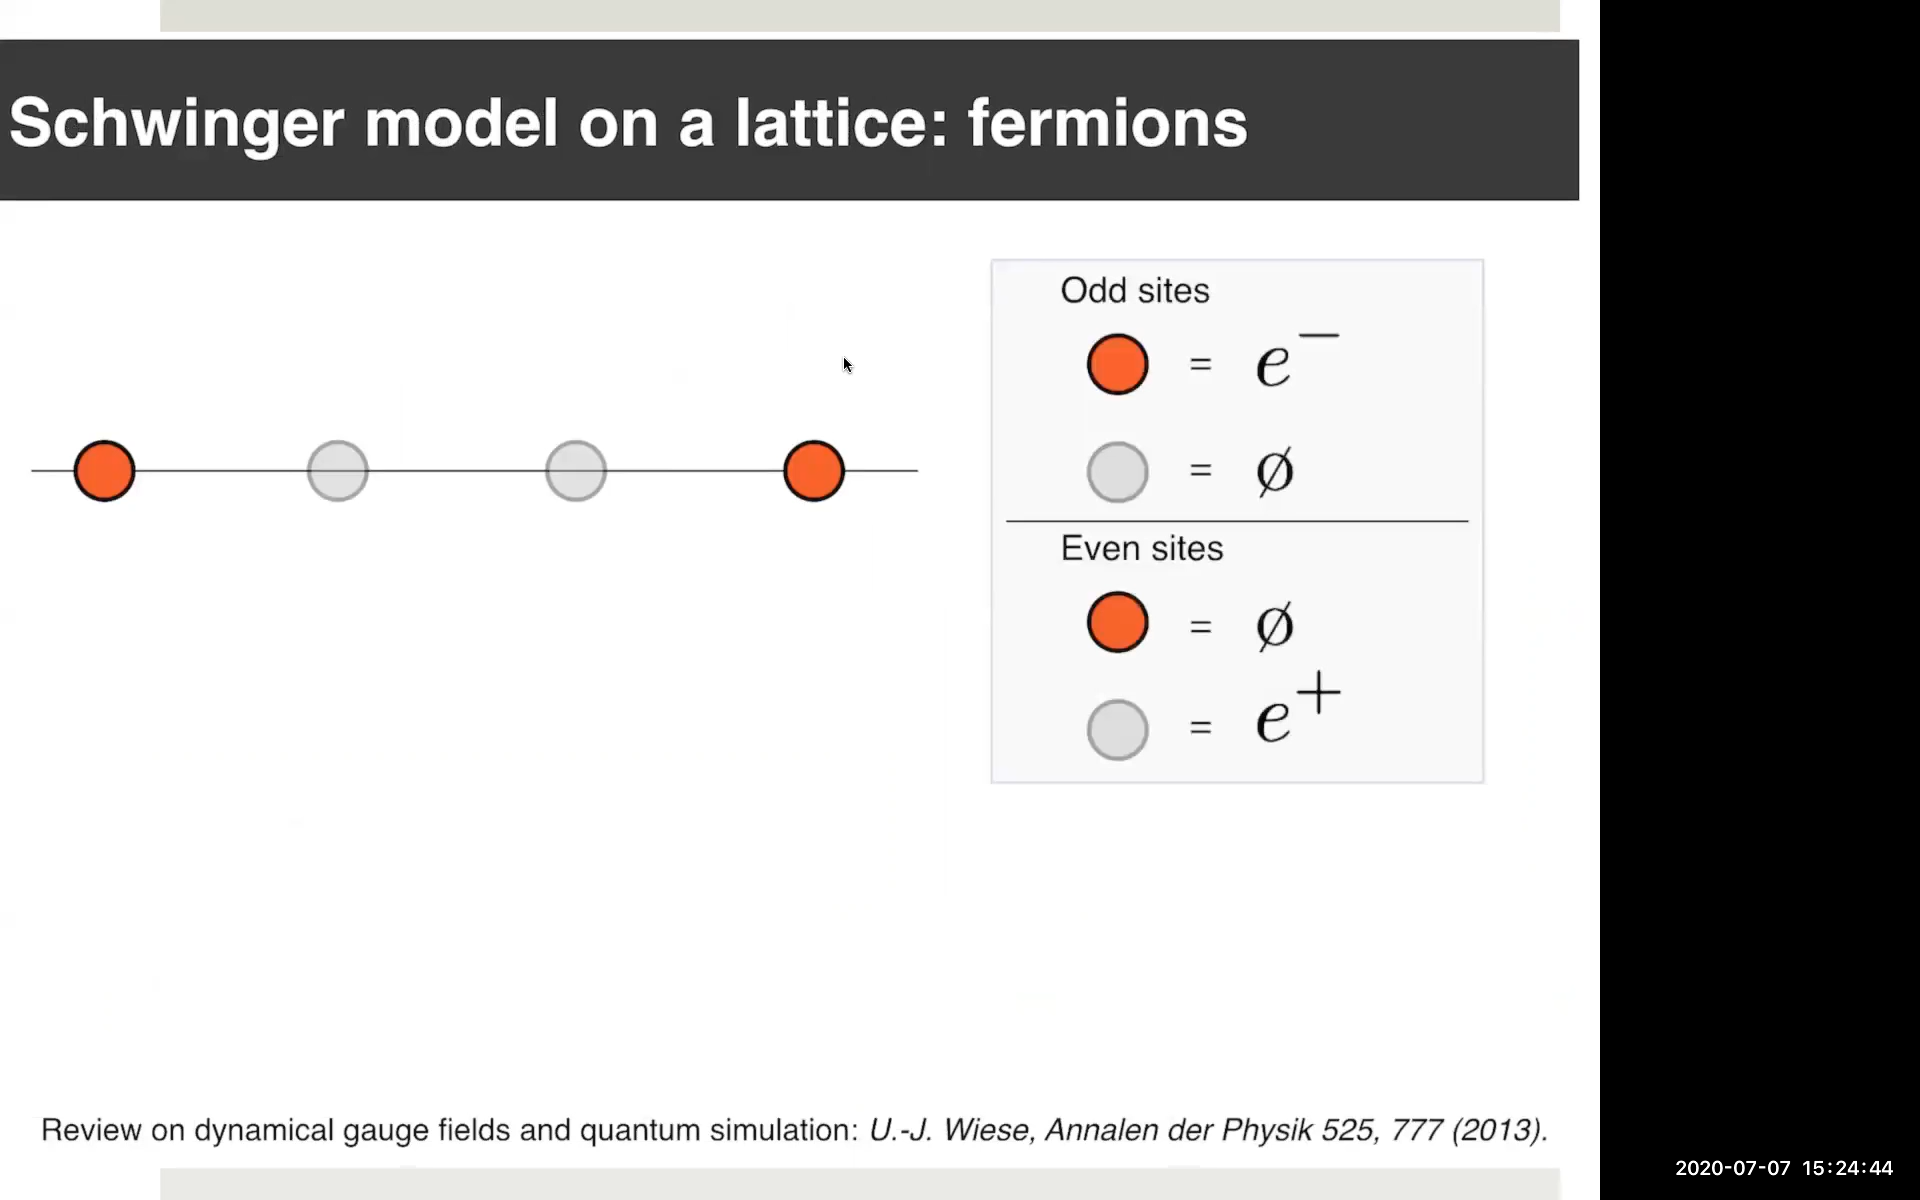 Schwinger model on a lattice: fermions
Odd sites
= e⁻
= ∅
Even sites
= ∅
= e⁺
Review on dynamical gauge fields and quantum simulation: U.-J. Wiese, Annalen der Physik 525, 777 (2013).
2020-07-07 15:24:44